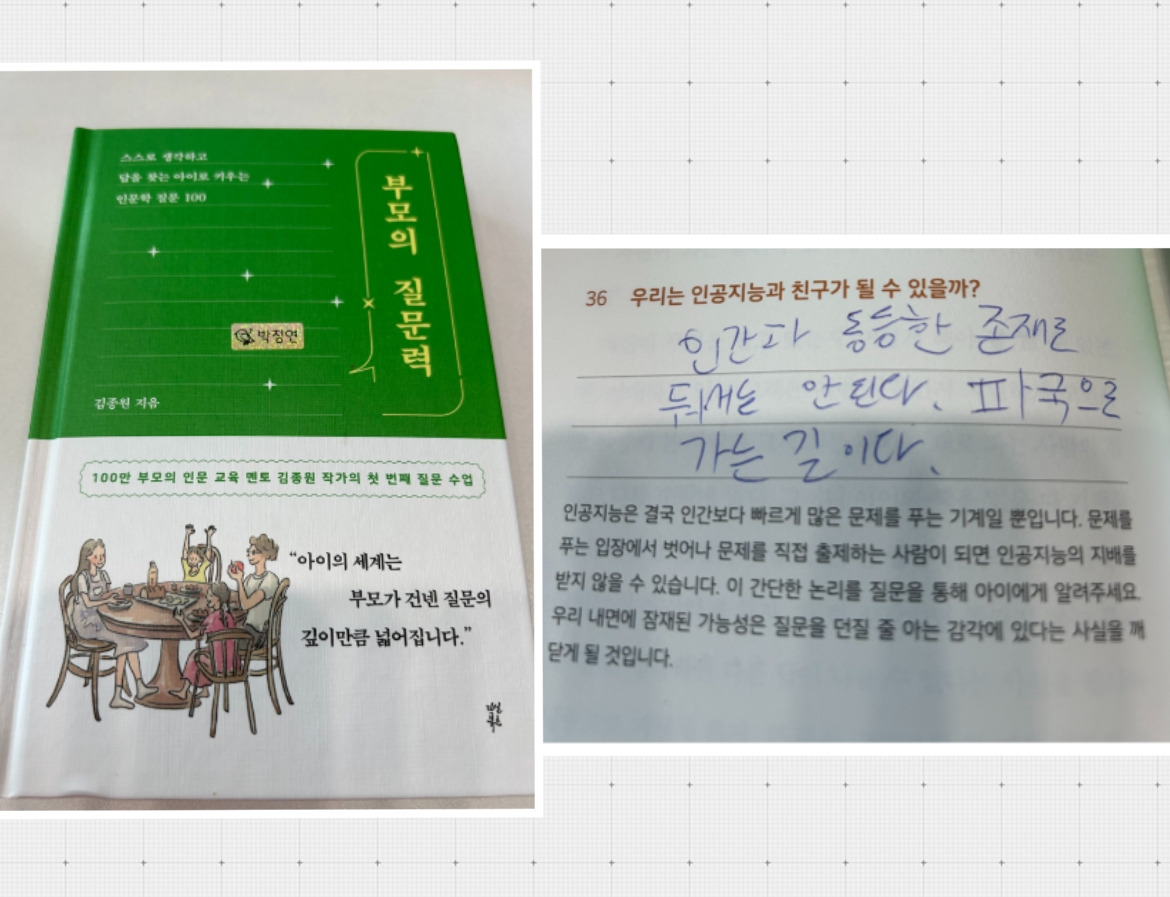 스스로 생각하고
답을 찾는 아이로 키우는
인문학 질문 100
부모의 질문력
박정연
김종원 지음
100만 부모의 인문 교육 멘토 김종원 작가의 첫 번째 질문 수업
“아이의 세계는
부모가 건넨 질문의
깊이만큼 넓어집니다.”
36 우리는 인공지능과 친구가 될 수 있을까?
인간과 동등한 존재로
둬서는 안 된다. 파국으로
가는 길이다.
인공지능은 결국 인간보다 빠르게 많은 문제를 푸는 기계일 뿐입니다. 문제를
푸는 입장에서 벗어나 문제를 직접 출제하는 사람이 되면 인공지능의 지배를
받지 않을 수 있습니다. 이 간단한 논리를 질문을 통해 아이에게 알려주세요.
우리 내면에 잠재된 가능성은 질문을 던질 줄 아는 감각에 있다는 사실을 깨
닫게 될 것입니다.